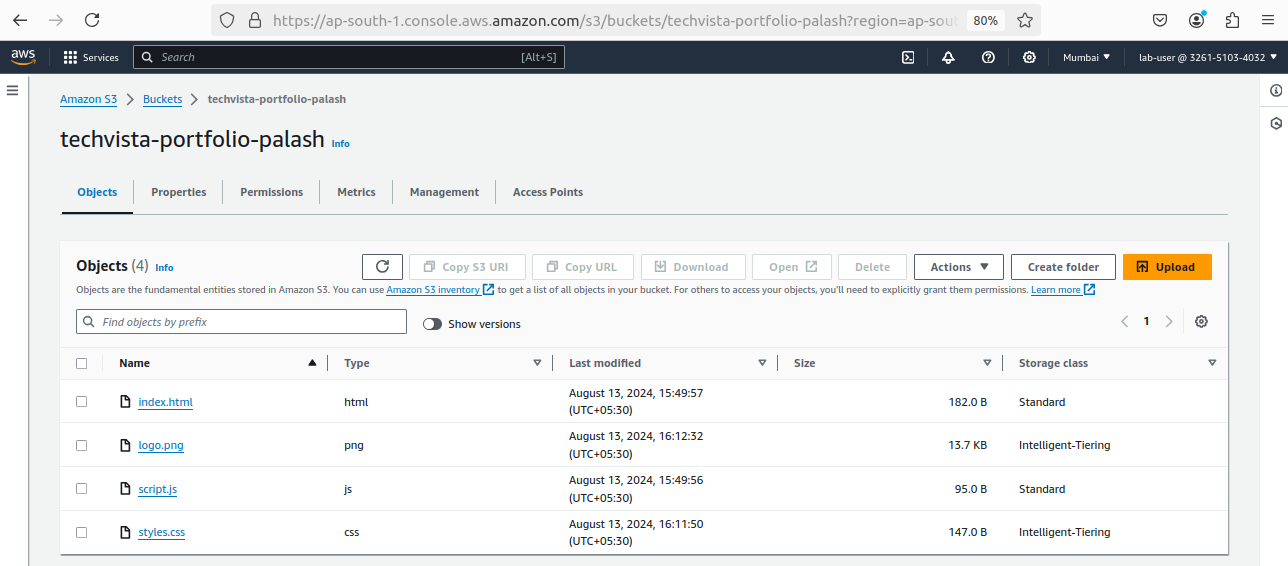 https://ap-south-1.console.aws.amazon.com/s3/buckets/techvista-portfolio-palash?region=ap-sout 80%
aws Services Search [Alt+S] Mumbai ▼ lab-user @ 3261-5103-4032 ▼
Amazon S3 > Buckets > techvista-portfolio-palash
techvista-portfolio-palash Info
Objects Properties Permissions Metrics Management Access Points
Objects (4) Info Copy S3 URI Copy URL Download Open Delete Actions ▼ Create folder Upload
Objects are the fundamental entities stored in Amazon S3. You can use Amazon S3 inventory to get a list of all objects in your bucket. For others to access your objects, you'll need to explicitly grant them permissions. Learn more
Find objects by prefix Show versions 1
Name Type Last modified Size Storage class
index.html html August 13, 2024, 15:49:57 (UTC+05:30) 182.0 B Standard
logo.png png August 13, 2024, 16:12:32 (UTC+05:30) 13.7 KB Intelligent-Tiering
script.js js August 13, 2024, 15:49:56 (UTC+05:30) 95.0 B Standard
styles.css css August 13, 2024, 16:11:50 (UTC+05:30) 147.0 B Intelligent-Tiering